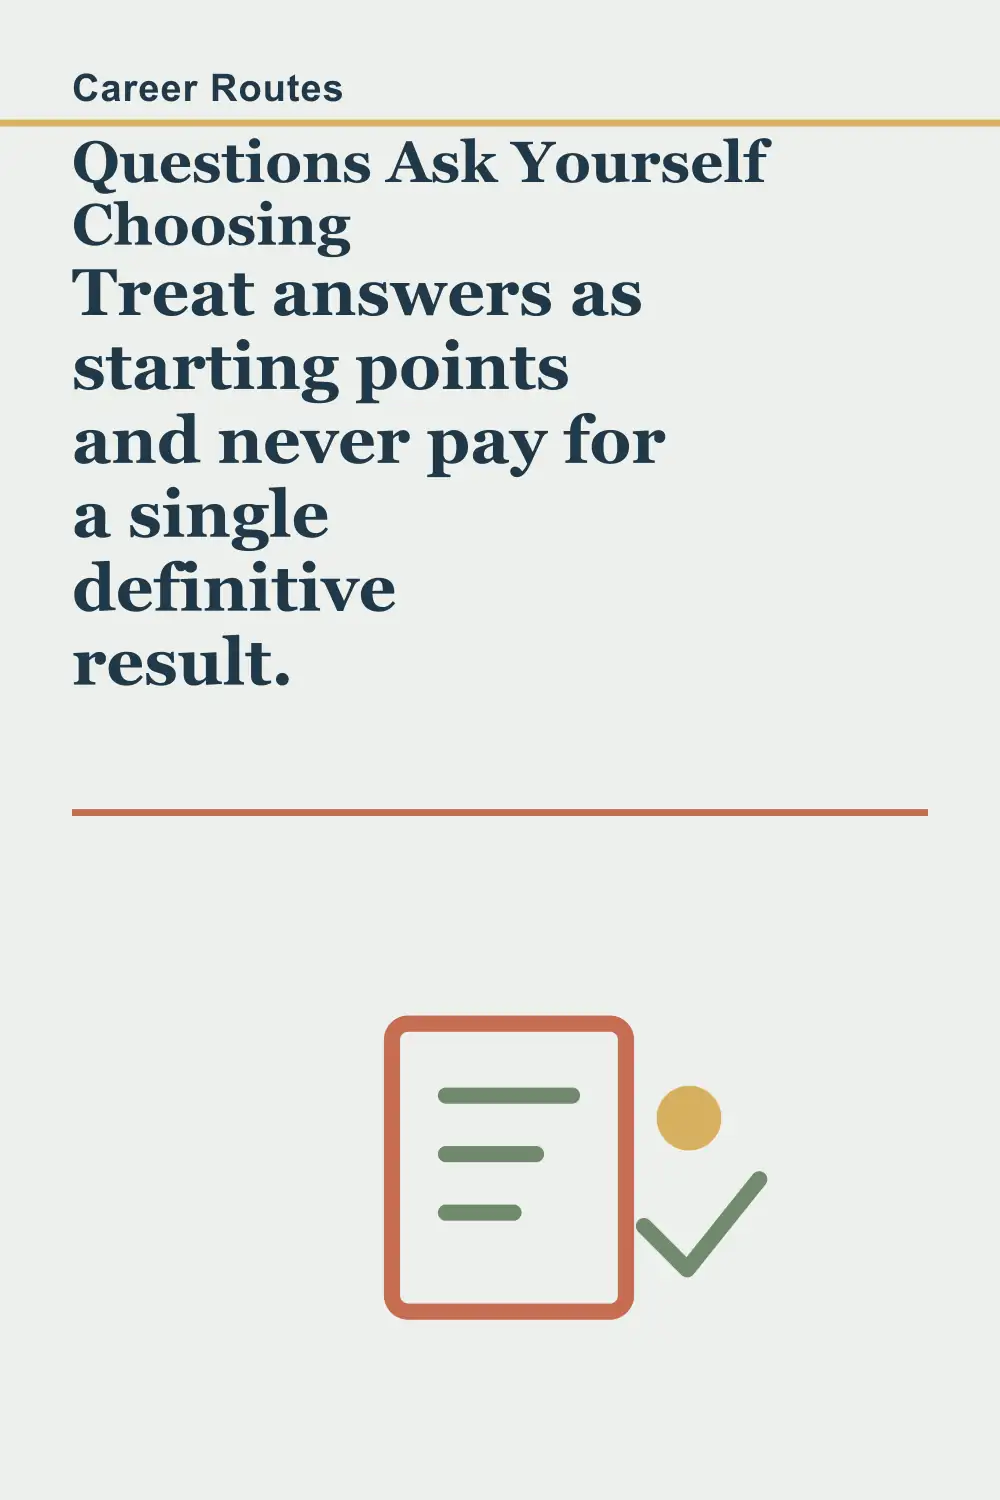 Career Routes
Questions Ask Yourself
Choosing
Treat answers as
starting points
and never pay for
a single
definitive
result.